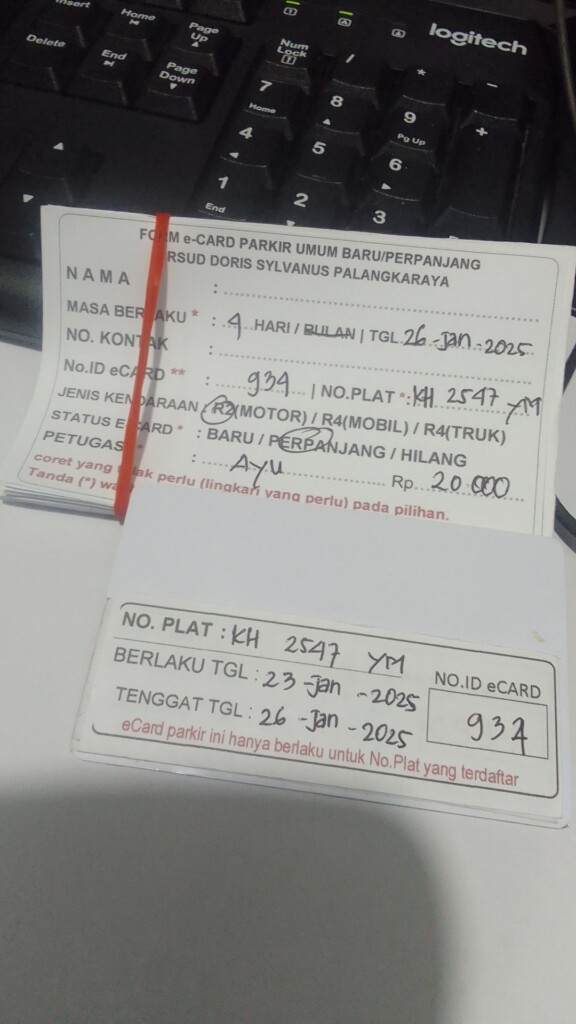 Insert
Home
Page Up
Delete
End
Page Down
Num Lock
/
*
-
logitech
7 Home
8
9 Pg Up
+
4
5
6
1 End
2
3
FORM e-CARD PARKIR UMUM BARU/PERPANJANG
RSUD DORIS SYLVANUS PALANGKARAYA
NAMA :
MASA BERLAKU * : 4 HARI / BULAN | TGL 26-Jan-2025
NO. KONTAK :
No.ID eCARD ** : 934 | NO.PLAT *: KH 2547 YM
JENIS KENDARAAN : R2(MOTOR) / R4(MOBIL) / R4(TRUK)
STATUS ECARD * : BARU / PERPANJANG / HILANG
PETUGAS * : AYU Rp 20.000
coret yang tidak perlu (lingkari yang perlu) pada pilihan.
Tanda (*)
NO. PLAT : KH 2547 YM
BERLAKU TGL : 23-Jan-2025
TENGGAT TGL : 26-Jan-2025
NO.ID eCARD
934
eCard parkir ini hanya berlaku untuk No.Plat yang terdaftar